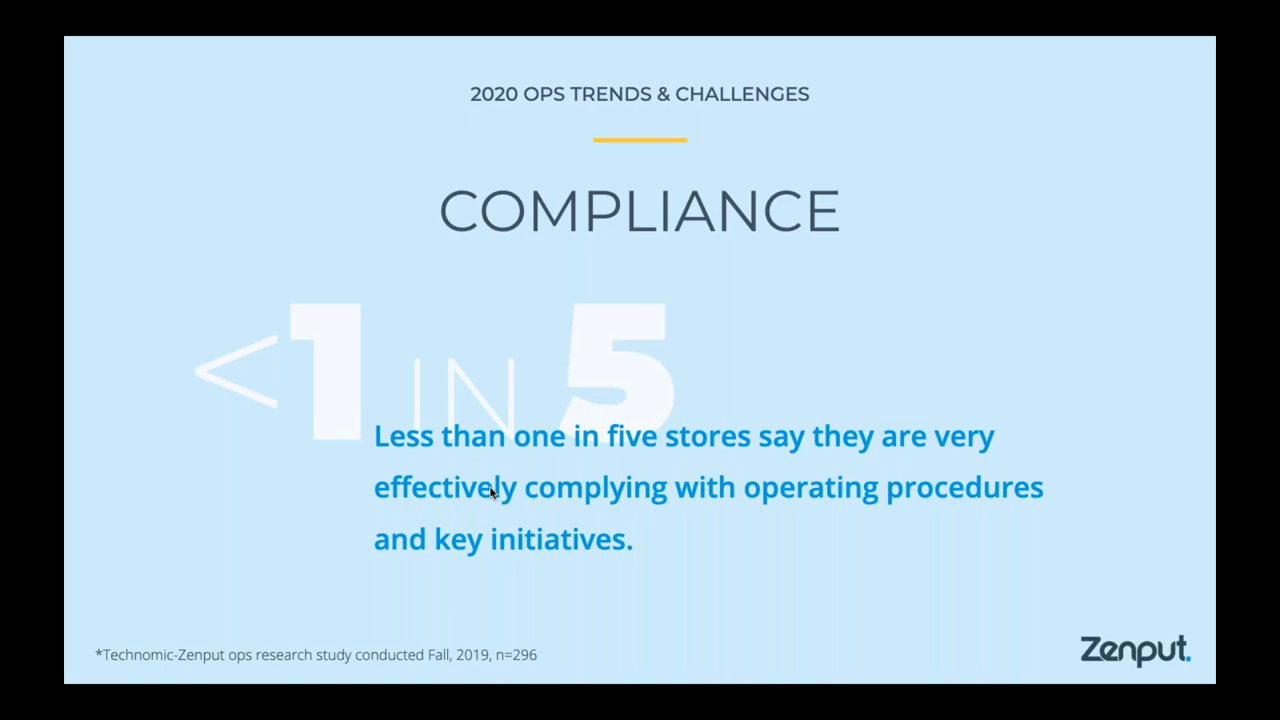 2020 OPS TRENDS & CHALLENGES
COMPLIANCE
<1 IN 5
Less than one in five stores say they are very
effectively complying with operating procedures
and key initiatives.
*Technomic-Zenput ops research study conducted Fall, 2019, n=296
Zenput.